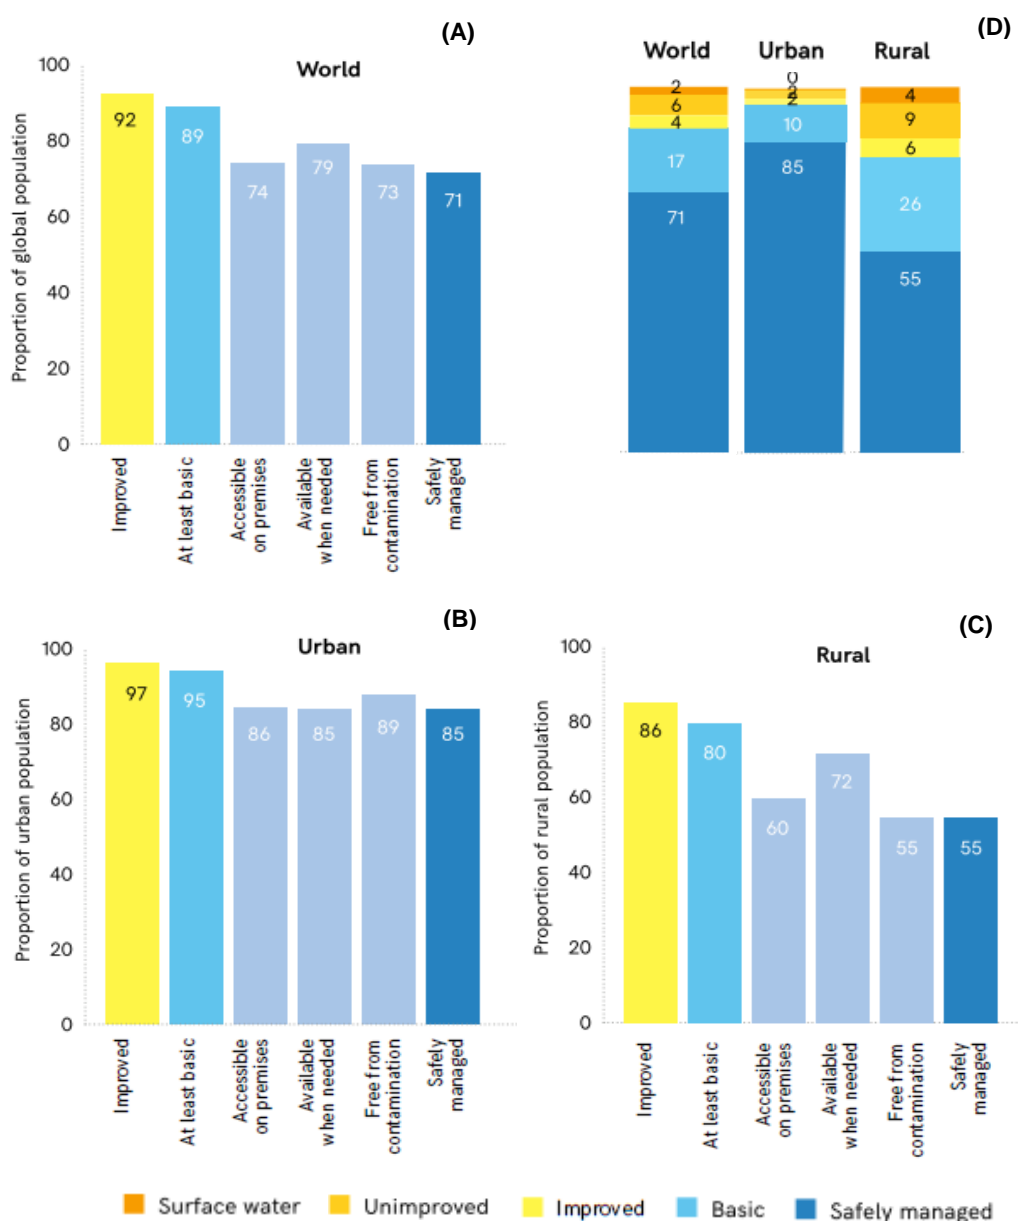 (A)
World
Proportion of global population
100
80
60
40
20
0
92
89
74
79
73
71
Improved
At least basic
Accessible
on premises
Available
when needed
Free from
contamination
Safely
managed
(D)
World
Urban
Rural
2
6
4
17
71
0
2
2
10
85
4
9
6
26
55
(B)
Urban
Proportion of urban population
100
80
60
40
20
0
97
95
86
85
89
85
Improved
At least basic
Accessible
on premises
Available
when needed
Free from
contamination
Safely
managed
(C)
Rural
Proportion of rural population
100
80
60
40
20
0
86
80
60
72
55
55
Improved
At least basic
Accessible
on premises
Available
when needed
Free from
contamination
Safely
managed
Surface water
Unimproved
Improved
Basic
Safely managed